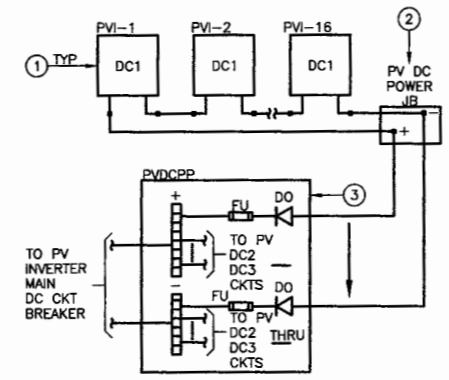 PVI-1
PVI-2
PVI-16
2
1
TYP
DC1
DC1
DC1
PV DC
POWER
JB
-
+
PVDCPP
3
+
FU
DO
TO PV
DC2
DC3
CKTS
TO PV
INVERTER
MAIN
DC CKT
BREAKER
-
FU
DO
TO PV
DC2
DC3
THRU
CKTS